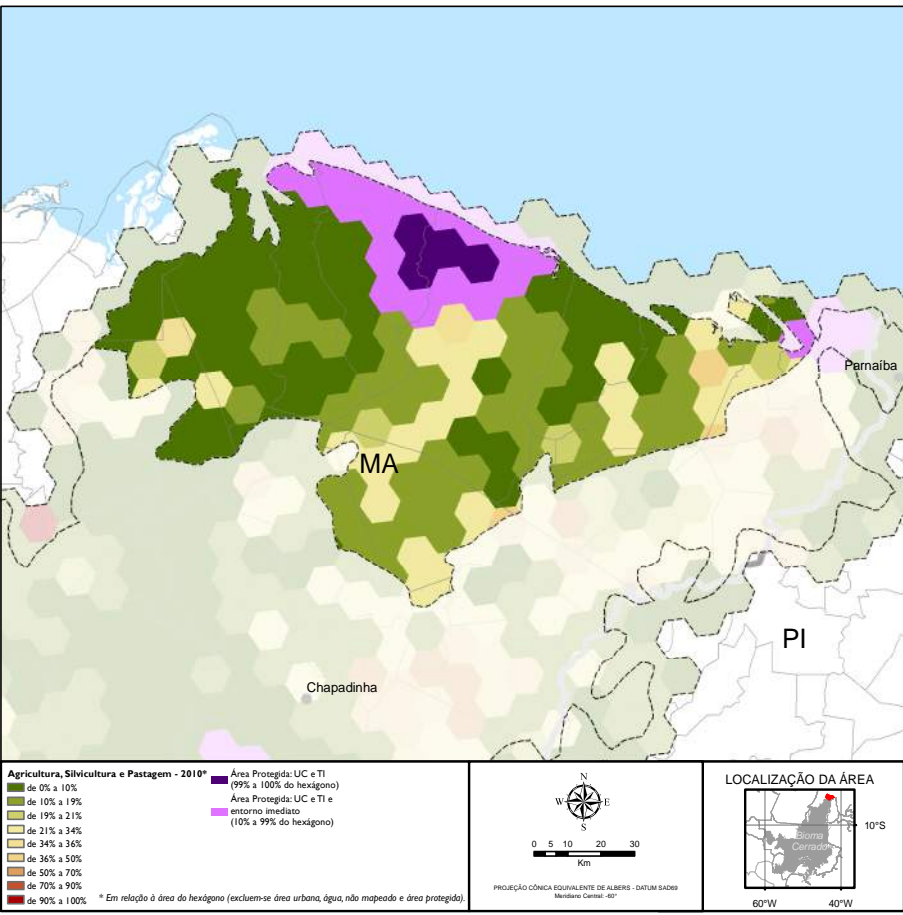 Parnaíba
MA
PI
Chapadinha
Agricultura, Silvicultura e Pastagem - 2010*
de 0% a 10%
de 10% a 19%
de 19% a 21%
de 21% a 34%
de 34% a 36%
de 36% a 50%
de 50% a 70%
de 70% a 90%
de 90% a 100%
Área Protegida: UC e TI
(99% a 100% do hexágono)
Área Protegida: UC e TI e
entorno imediato
(10% a 99% do hexágono)
* Em relação à área do hexágono (excluem-se área urbana, água, não mapeado e área protegida).
N
W E
S
0 5 10 20 30
Km
PROJEÇÃO CÔNICA EQUIVALENTE DE ALBERS - DATUM SAD69
Meridiano Central: -60°
LOCALIZAÇÃO DA ÁREA
Bioma
Cerrado
10°S
60°W 40°W